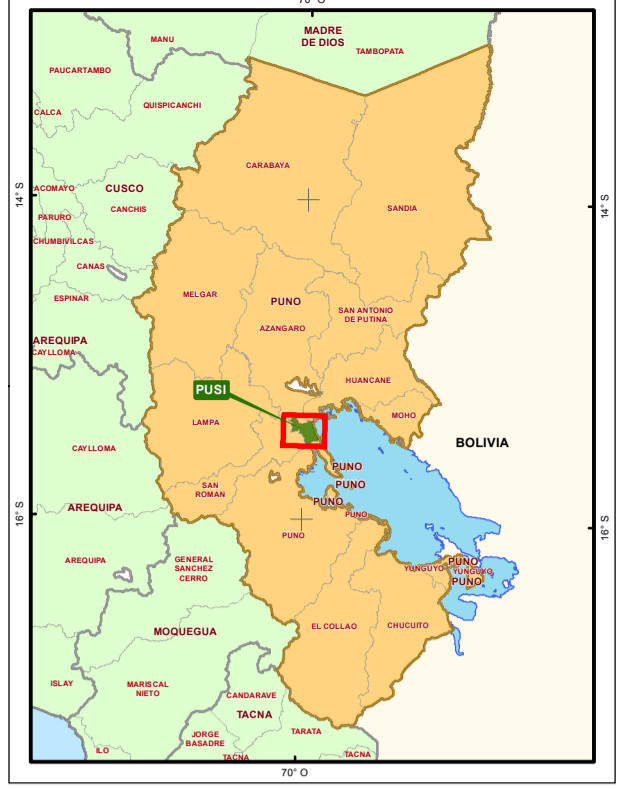 70° O
MADRE
DE DIOS
MANU
TAMBOPATA
PAUCARTAMBO
QUISPICANCHI
CALCA
CARABAYA
ACOMAYO
CUSCO
14° S
CANCHIS
SANDIA
14° S
PARURO
CHUMBIVILCAS
CANAS
MELGAR
ESPINAR
PUNO
SAN ANTONIO
DE PUTINA
AZANGARO
AREQUIPA
CAYLLOMA
HUANCANE
PUSI
MOHO
LAMPA
BOLIVIA
CAYLLOMA
PUNO
PUNO
SAN
ROMAN
PUNO
AREQUIPA
PUNO
16° S
16° S
PUNO
AREQUIPA
GENERAL
SANCHEZ
CERRO
PUNO
YUNGUYO
YUNGUYO
PUNO
EL COLLAO
CHUCUITO
MOQUEGUA
ISLAY
MARISCAL
NIETO
CANDARAVE
TACNA
JORGE
BASADRE
TARATA
ILO
TACNA
TACNA
70° O